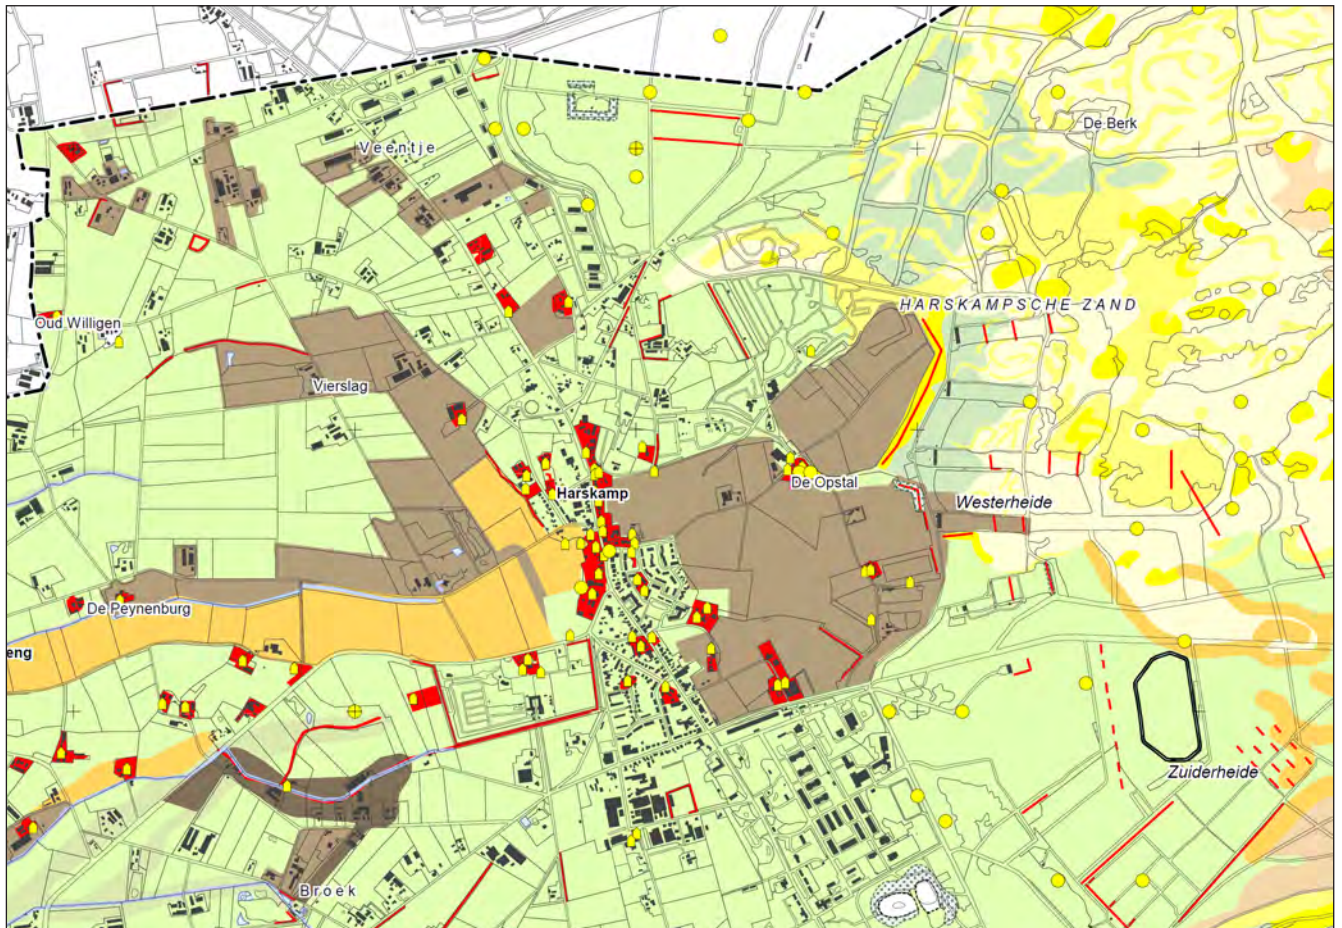 De Berk
Veentje
HARSKAMPSCHE ZAND
Oud Willigen
Vierslag
De Opstal
Harskamp
Westerheide
De Peynenburg
eng
Zuiderheide
Broek